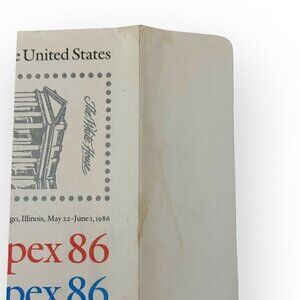 e United States
The White House
go, Illinois, May 22-June 1, 1986
pex 86
pex 86